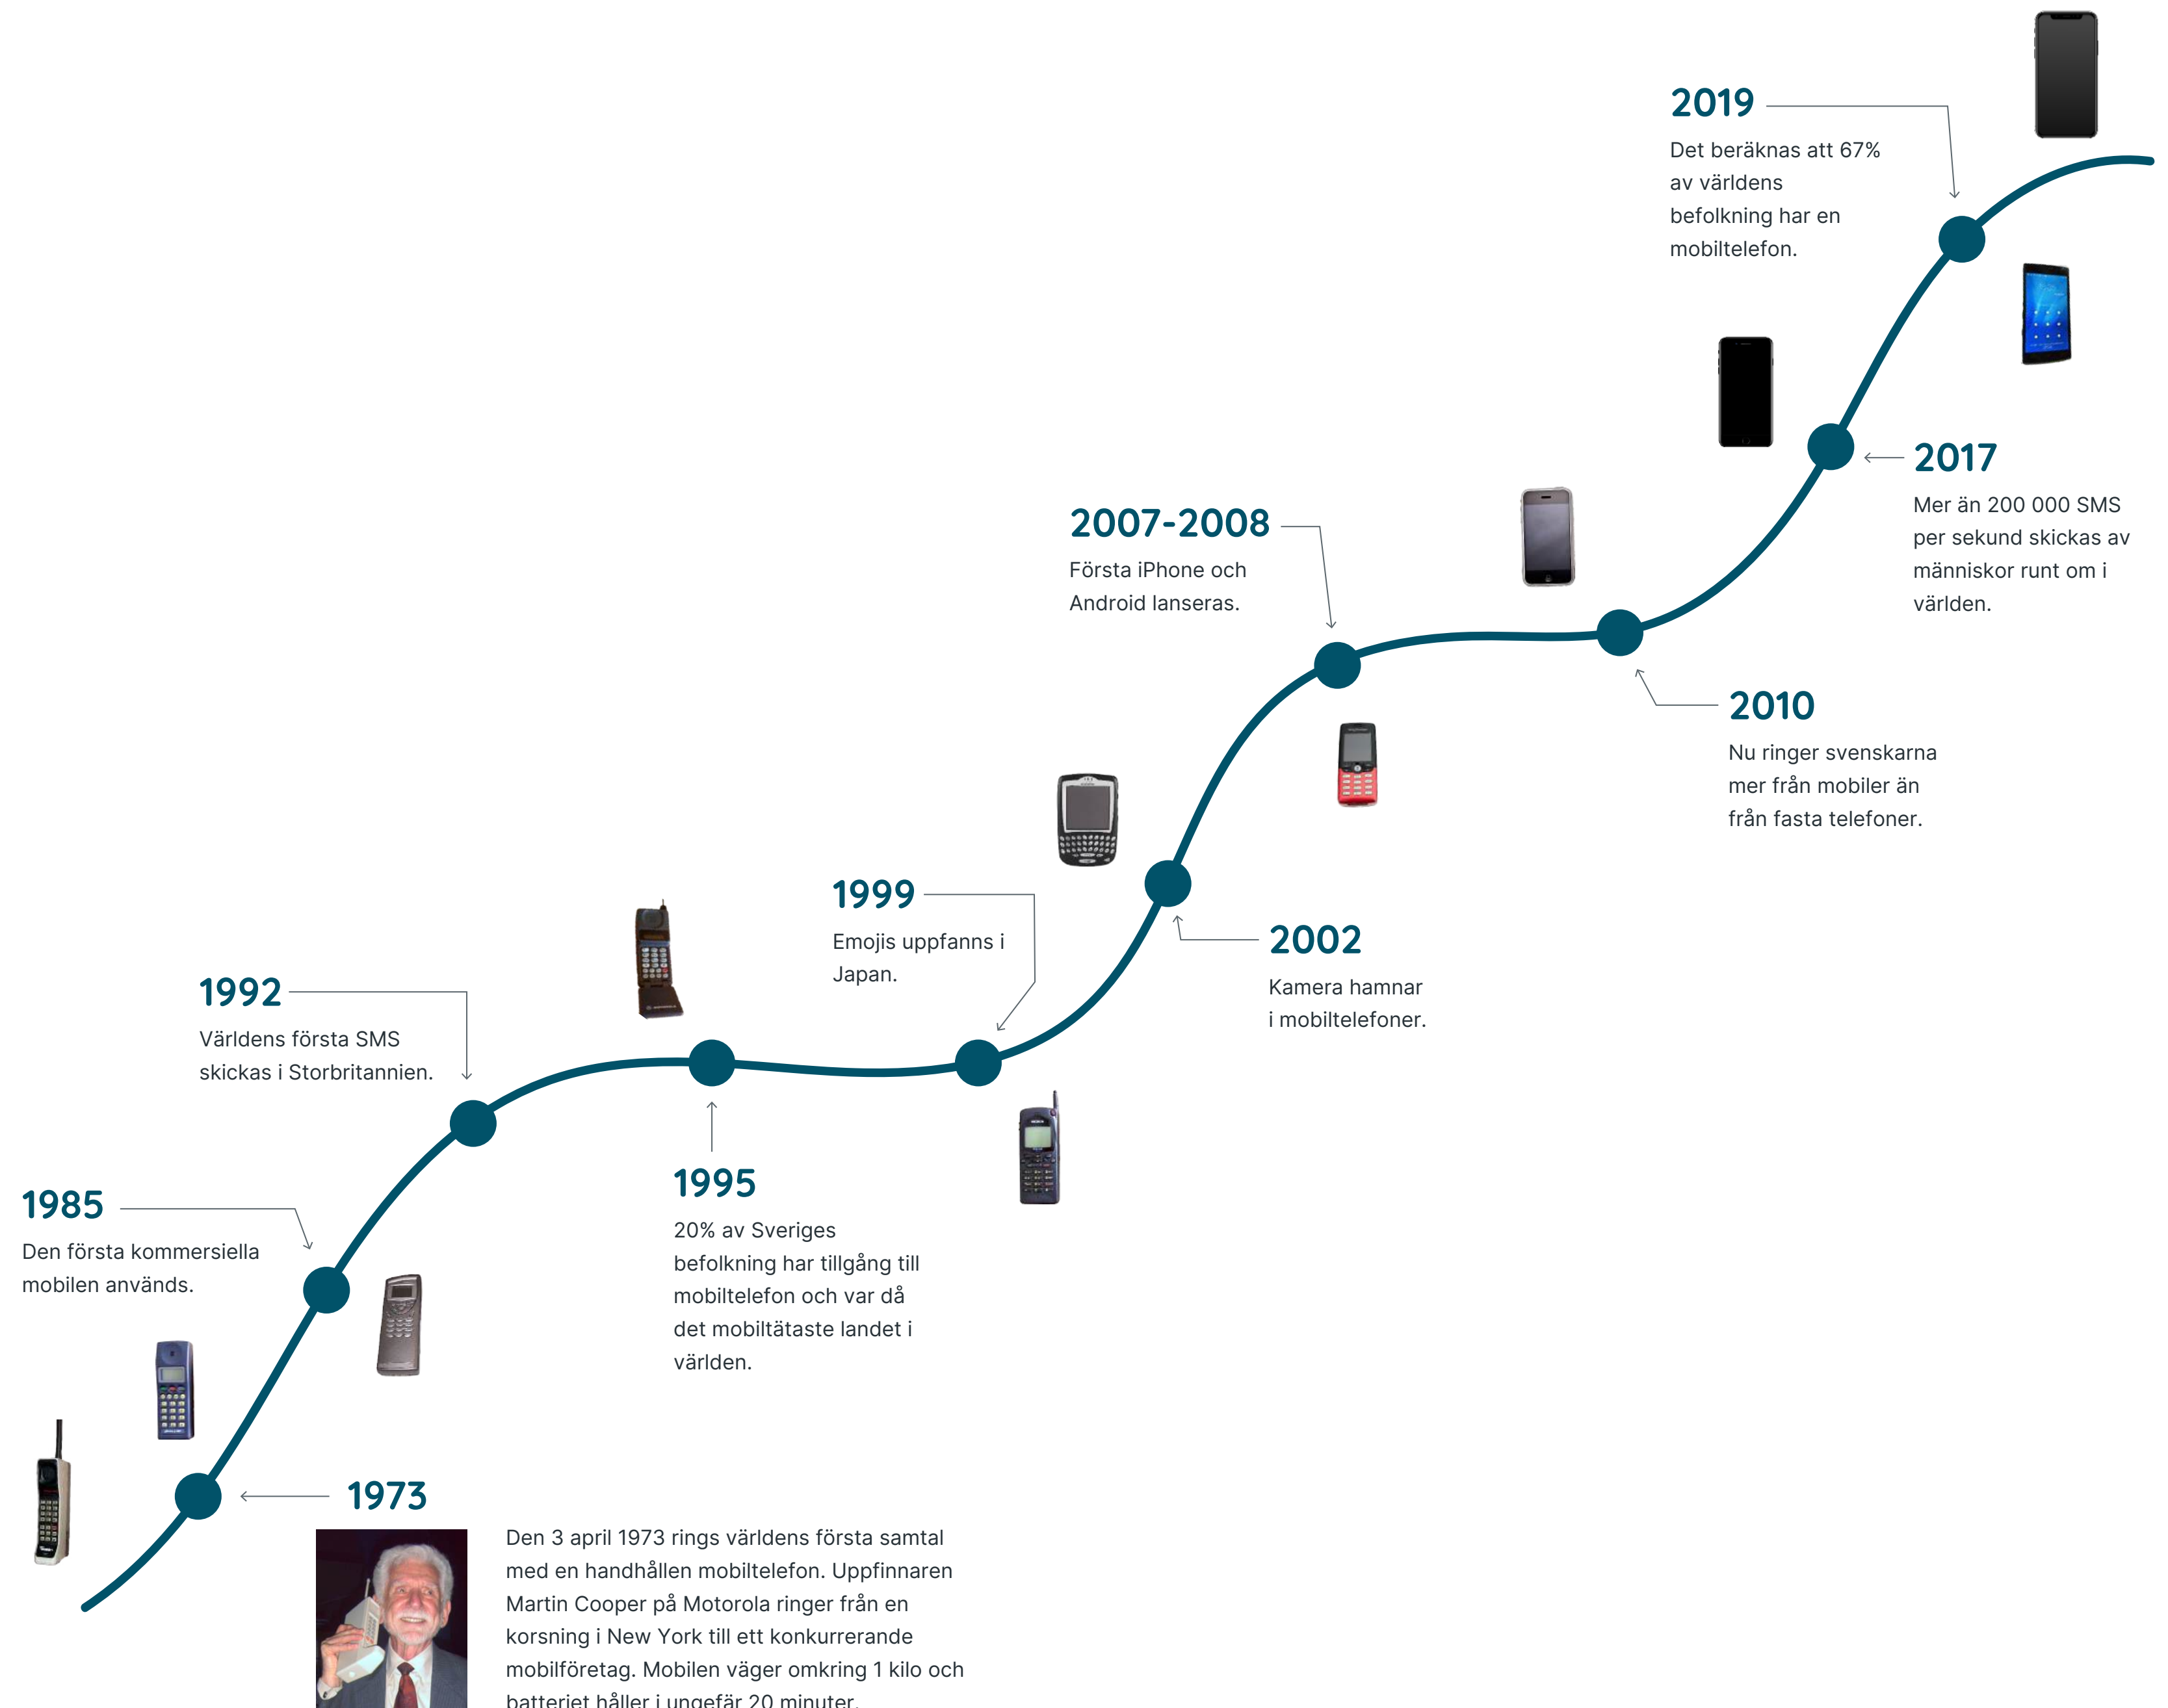 2019
Det beräknas att 67%
av världens
befolkning har en
mobiltelefon.
2017
Mer än 200 000 SMS
per sekund skickas av
människor runt om i
världen.
2007-2008
Första iPhone och
Android lanseras.
2010
Nu ringer svenskarna
mer från mobiler än
från fasta telefoner.
1999
Emojis uppfanns i
Japan.
2002
Kamera hamnar
i mobiltelefoner.
1992
Världens första SMS
skickas i Storbritannien.
1995
20% av Sveriges
befolkning har tillgång till
mobiltelefon och var då
det mobiltätaste landet i
världen.
1985
Den första kommersiella
mobilen används.
1973
Den 3 april 1973 rings världens första samtal
med en handhållen mobiltelefon. Uppfinnaren
Martin Cooper på Motorola ringer från en
korsning i New York till ett konkurrerande
mobilföretag. Mobilen väger omkring 1 kilo och
batteriet håller i ungefär 20 minuter.